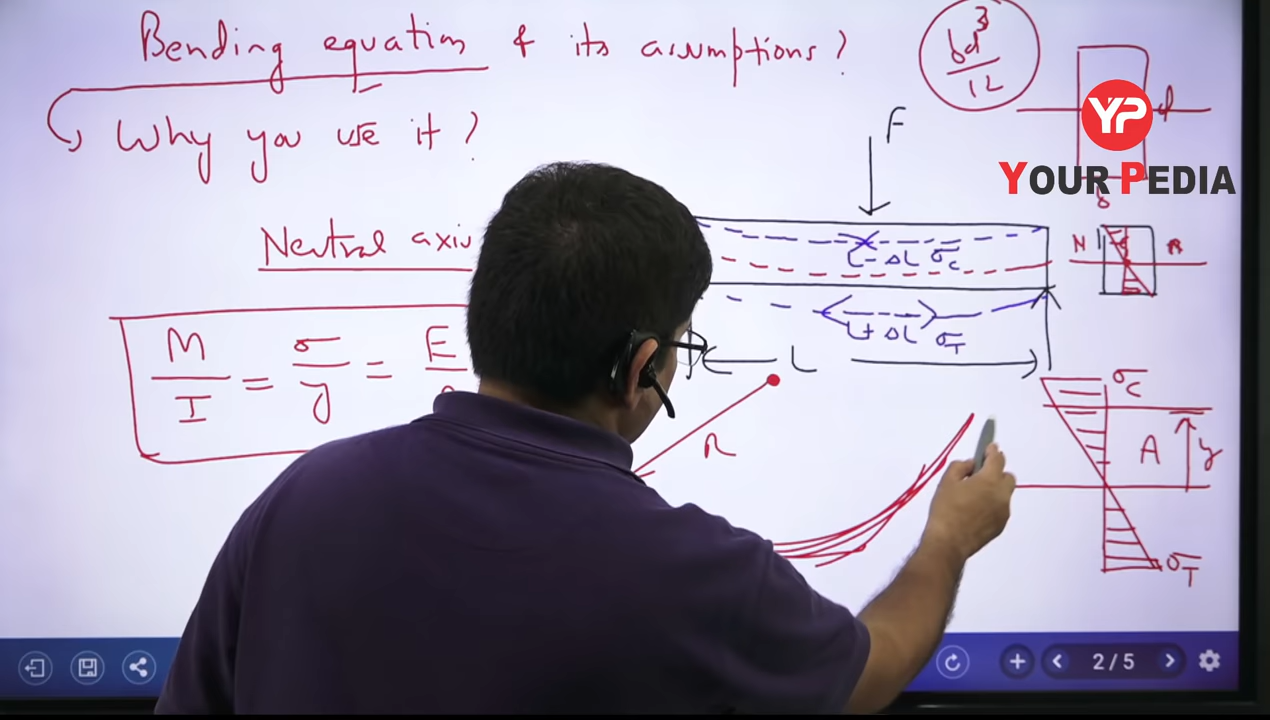 Bending equation & its assumptions?
Why you use it?
bd³/12
d
YP
YOUR PEDIA
b
F
Neutral axis
L-ΔL σc
N A
M/I = σ/y = E
L+ΔL σT
L
σc
R
A y
σT
2/5